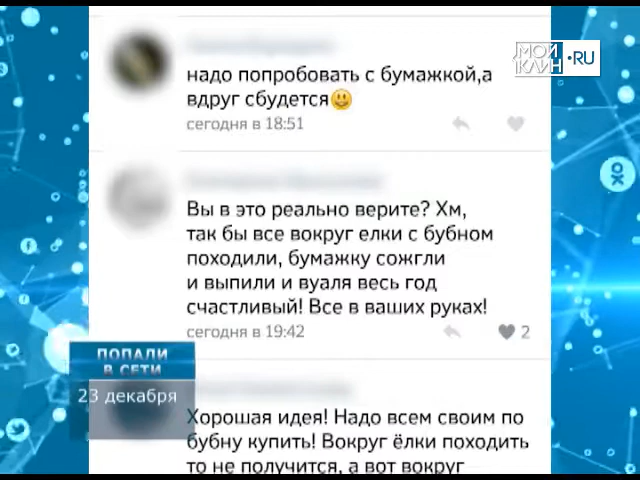 МОЙ
КЛИН
.RU
надо попробовать с бумажкой,а
вдруг сбудется
сегодня в 18:51
Вы в это реально верите? Хм,
так бы все вокруг елки с бубном
походили, бумажку сожгли
и выпили и вуаля весь год
счастливый! Все в ваших руках!
сегодня в 19:42
2
ПОПАЛИ
В СЕТИ
23 декабря
Хорошая идея! Надо всем своим по
бубну купить! Вокруг ёлки походить
то не получится, а вот вокруг